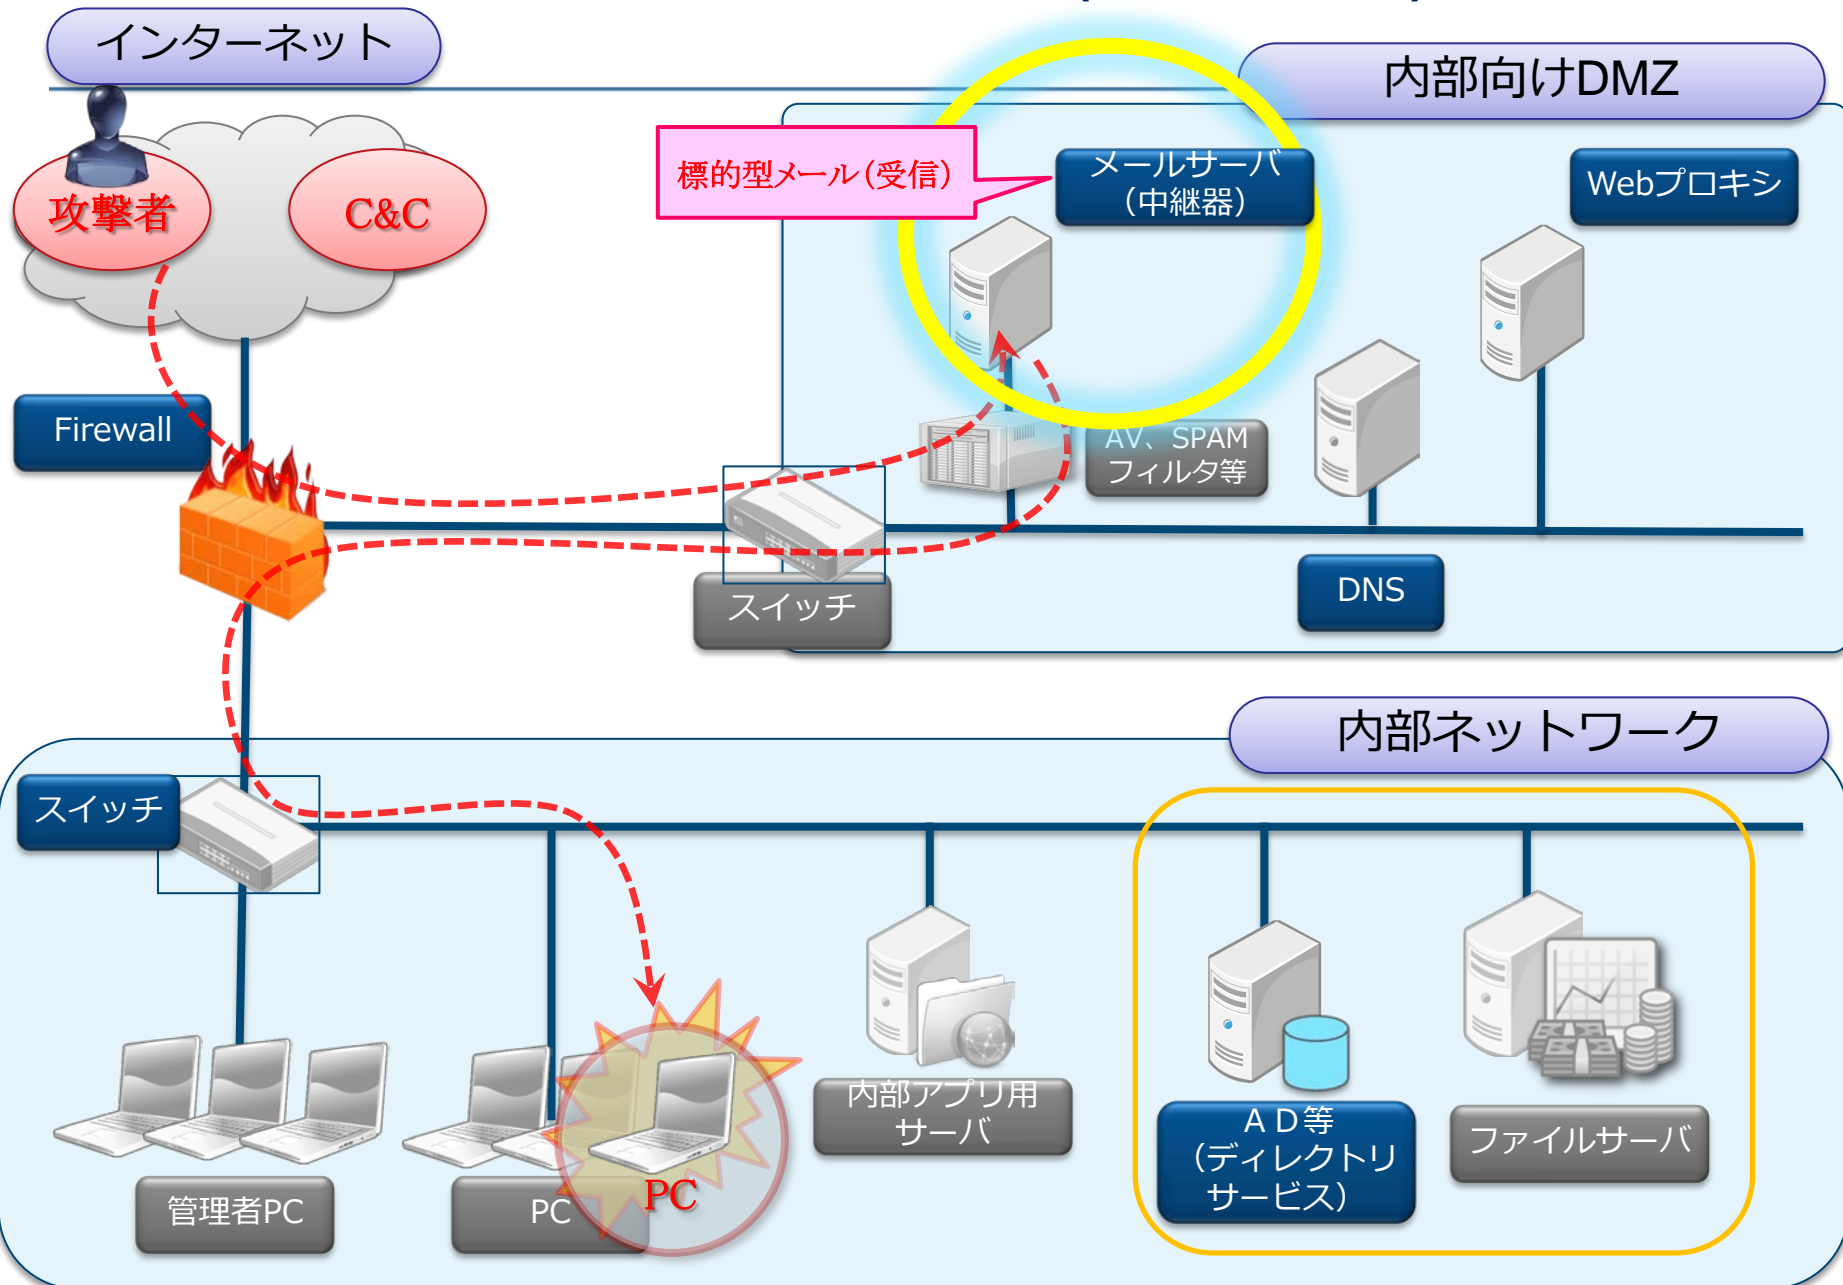 インターネット
内部向けDMZ
標的型メール（受信）
メールサーバ
（中継器）
Webプロキシ
攻撃者
C&C
Firewall
AV、SPAM
フィルタ等
スイッチ
DNS
内部ネットワーク
スイッチ
内部アプリ用
サーバ
ＡＤ等
（ディレクトリ
サービス）
ファイルサーバ
管理者PC
PC
PC